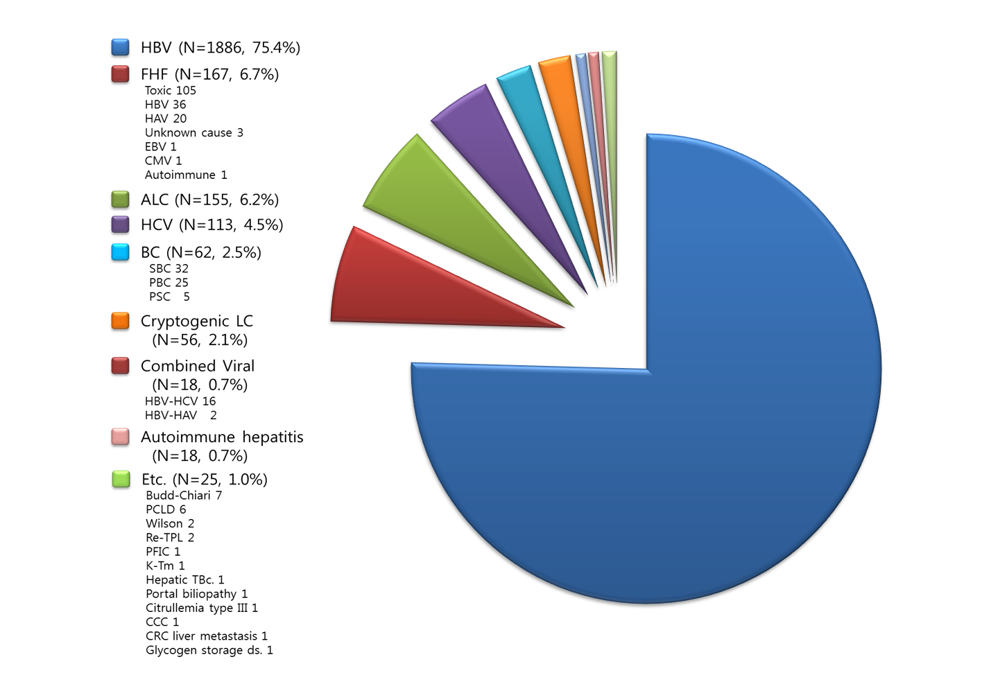 HBV (N=1886, 75.4%)
FHF (N=167, 6.7%)
Toxic 105
HBV 36
HAV 20
Unknown cause 3
EBV 1
CMV 1
Autoimmune 1
ALC (N=155, 6.2%)
HCV (N=113, 4.5%)
BC (N=62, 2.5%)
SBC 32
PBC 25
PSC 5
Cryptogenic LC
(N=56, 2.1%)
Combined Viral
(N=18, 0.7%)
HBV-HCV 16
HBV-HAV 2
Autoimmune hepatitis
(N=18, 0.7%)
Etc. (N=25, 1.0%)
Budd-Chiari 7
PCLD 6
Wilson 2
Re-TPL 2
PFIC 1
K-Tm 1
Hepatic TBc. 1
Portal biliopathy 1
Citrullemia type III 1
CCC 1
CRC liver metastasis 1
Glycogen storage ds. 1